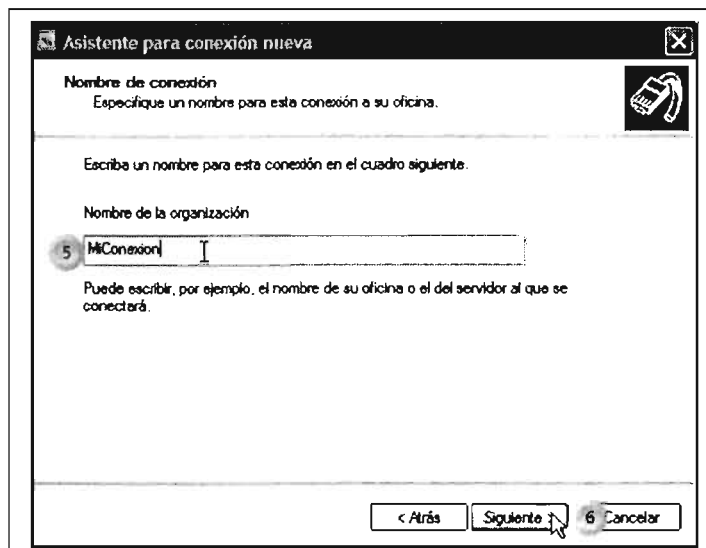 Asistente para conexión nueva
Nombre de conexión
Especifique un nombre para esta conexión a su oficina.
Escriba un nombre para esta conexión en el cuadro siguiente.
Nombre de la organización
5 MiConexion
Puede escribir, por ejemplo, el nombre de su oficina o el del servidor al que se
conectará.
< Atrás Siguiente > 6 Cancelar